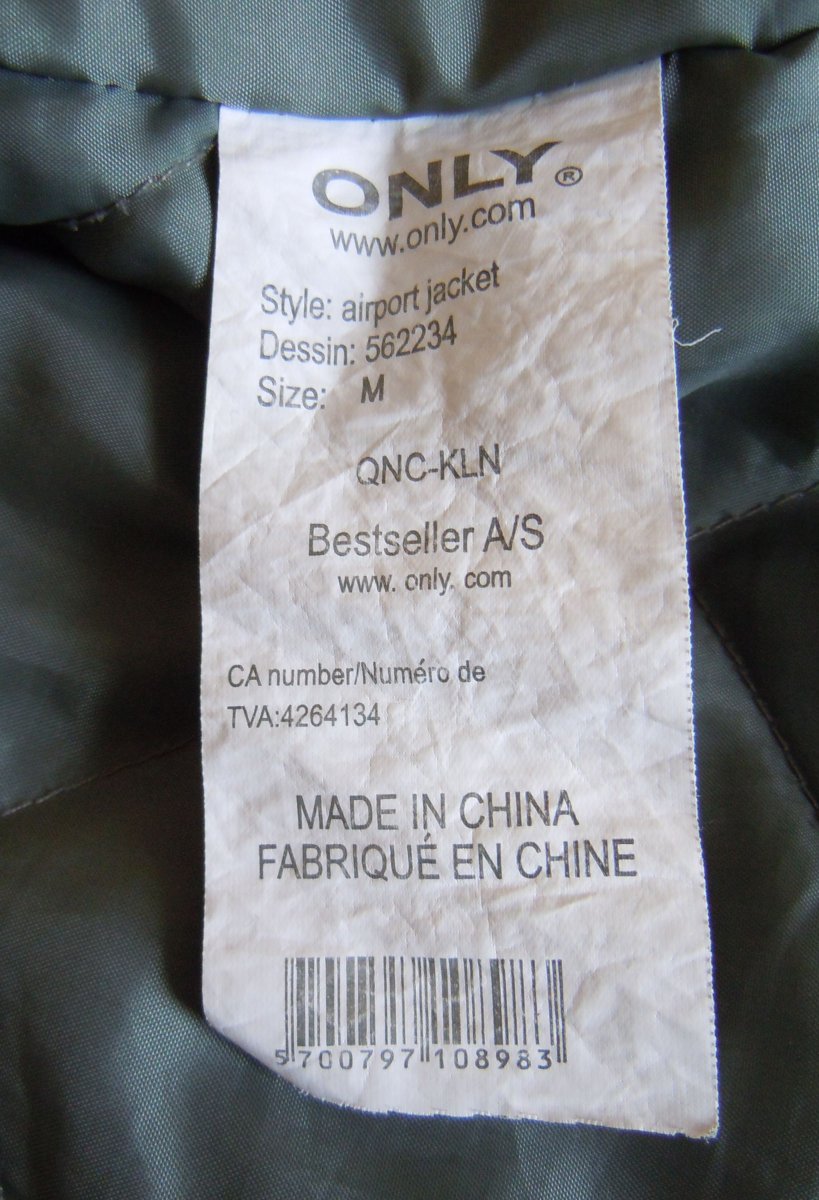 ONLY®
www.only.com
Style: airport jacket
Dessin: 562234
Size: M
QNC-KLN
Bestseller A/S
www. only. com
CA number/Numéro de
TVA:4264134
MADE IN CHINA
FABRIQUÉ EN CHINE
5 700797 108983